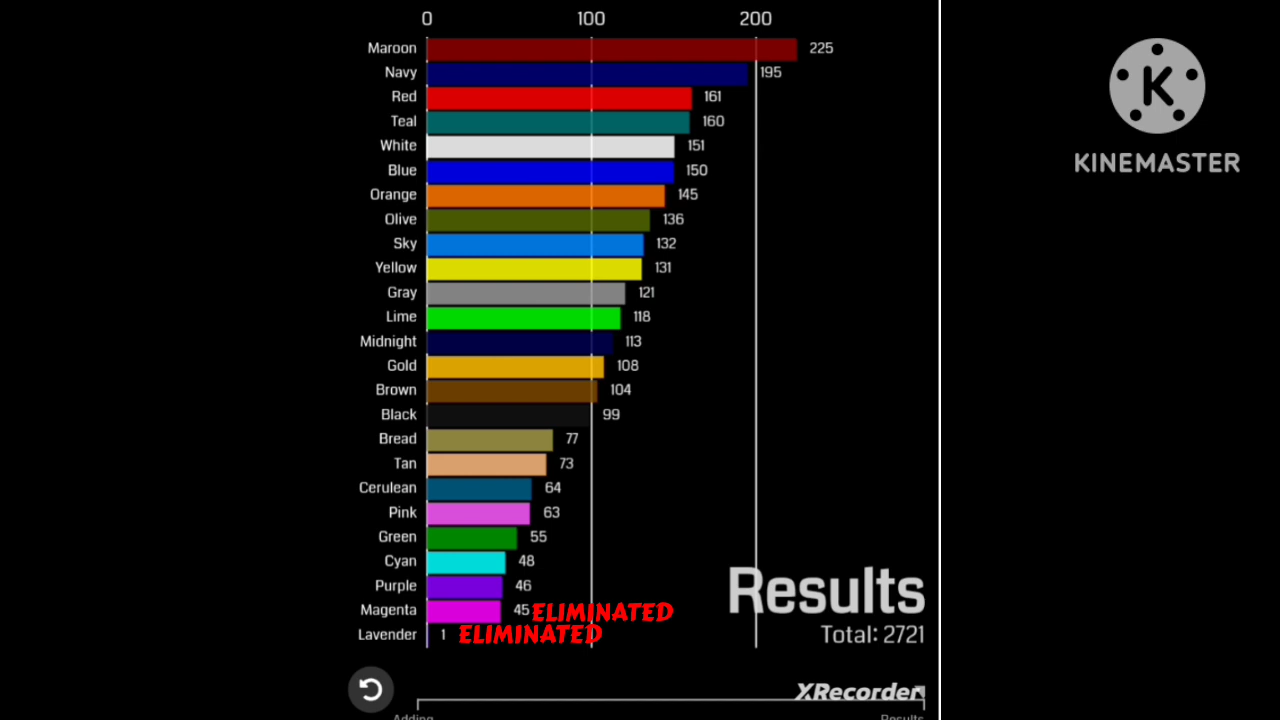 0 100 200
Maroon 225
Navy 195
Red 161
Teal 160
White 151
Blue 150
Orange 145
Olive 136
Sky 132
Yellow 131
Gray 121
Lime 118
Midnight 113
Gold 108
Brown 104
Black 99
Bread 77
Tan 73
Cerulean 64
Pink 63
Green 55
Cyan 48
Purple 46
Magenta 45 ELIMINATED
Lavender 1 ELIMINATED
Results
Total: 2721
XRecorder
Adding Results
K
KINEMASTER